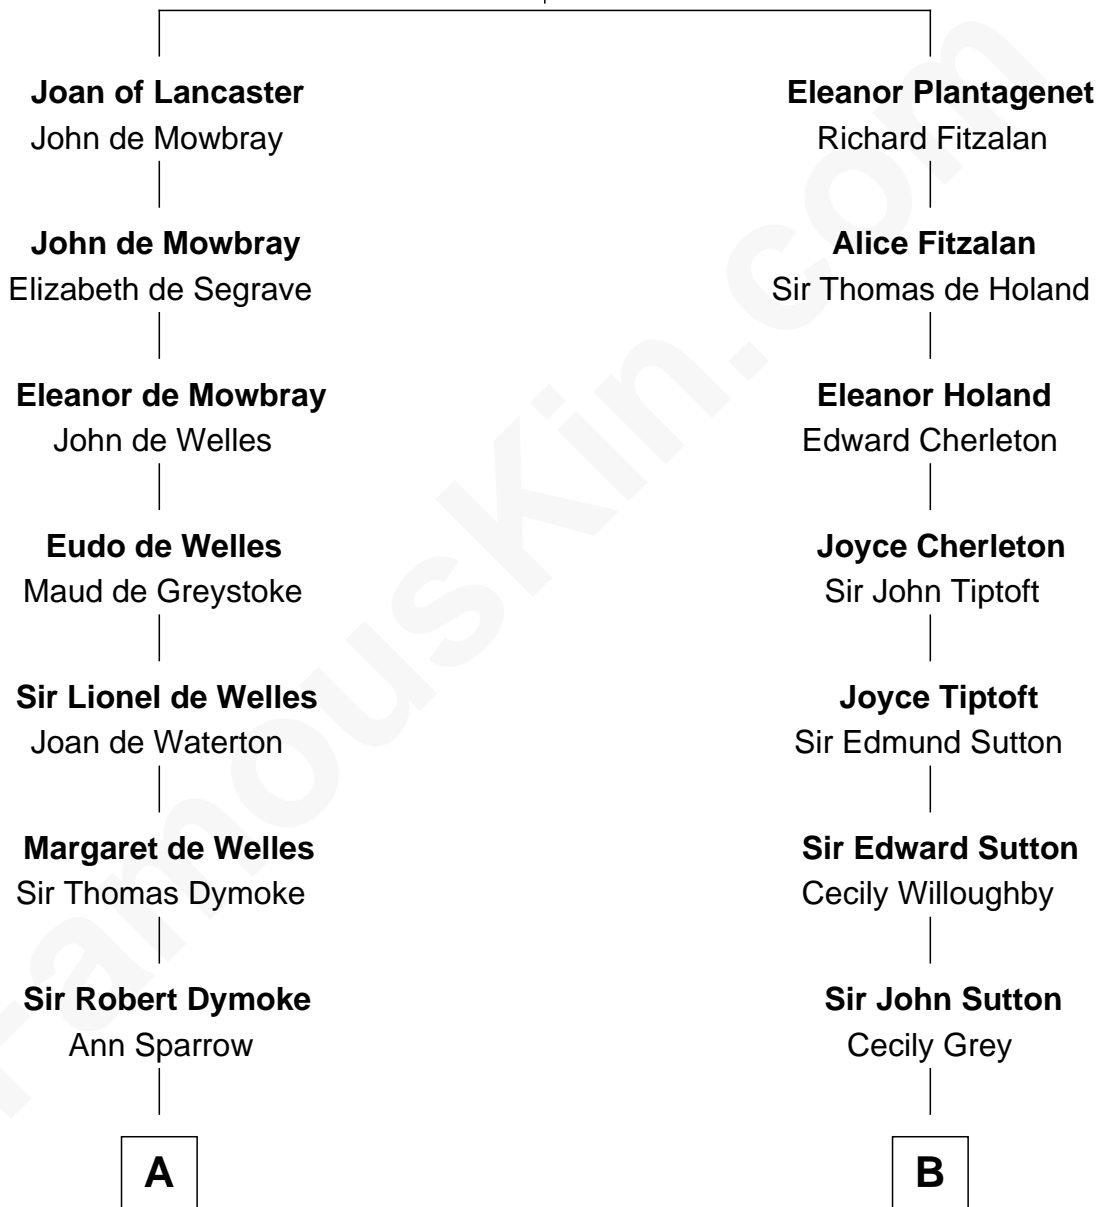 Joan of Lancaster
John de Mowbray
John de Mowbray
Elizabeth de Segrave
Eleanor de Mowbray
John de Welles
Eudo de Welles
Maud de Greystoke
Sir Lionel de Welles
Joan de Waterton
Margaret de Welles
Sir Thomas Dymoke
Sir Robert Dymoke
Ann Sparrow
A
Eleanor Plantagenet
Richard Fitzalan
Alice Fitzalan
Sir Thomas de Holand
Eleanor Holand
Edward Cherleton
Joyce Cherleton
Sir John Tiptoft
Joyce Tiptoft
Sir Edmund Sutton
Sir Edward Sutton
Cecily Willoughby
Sir John Sutton
Cecily Grey
B
FamousKin.com